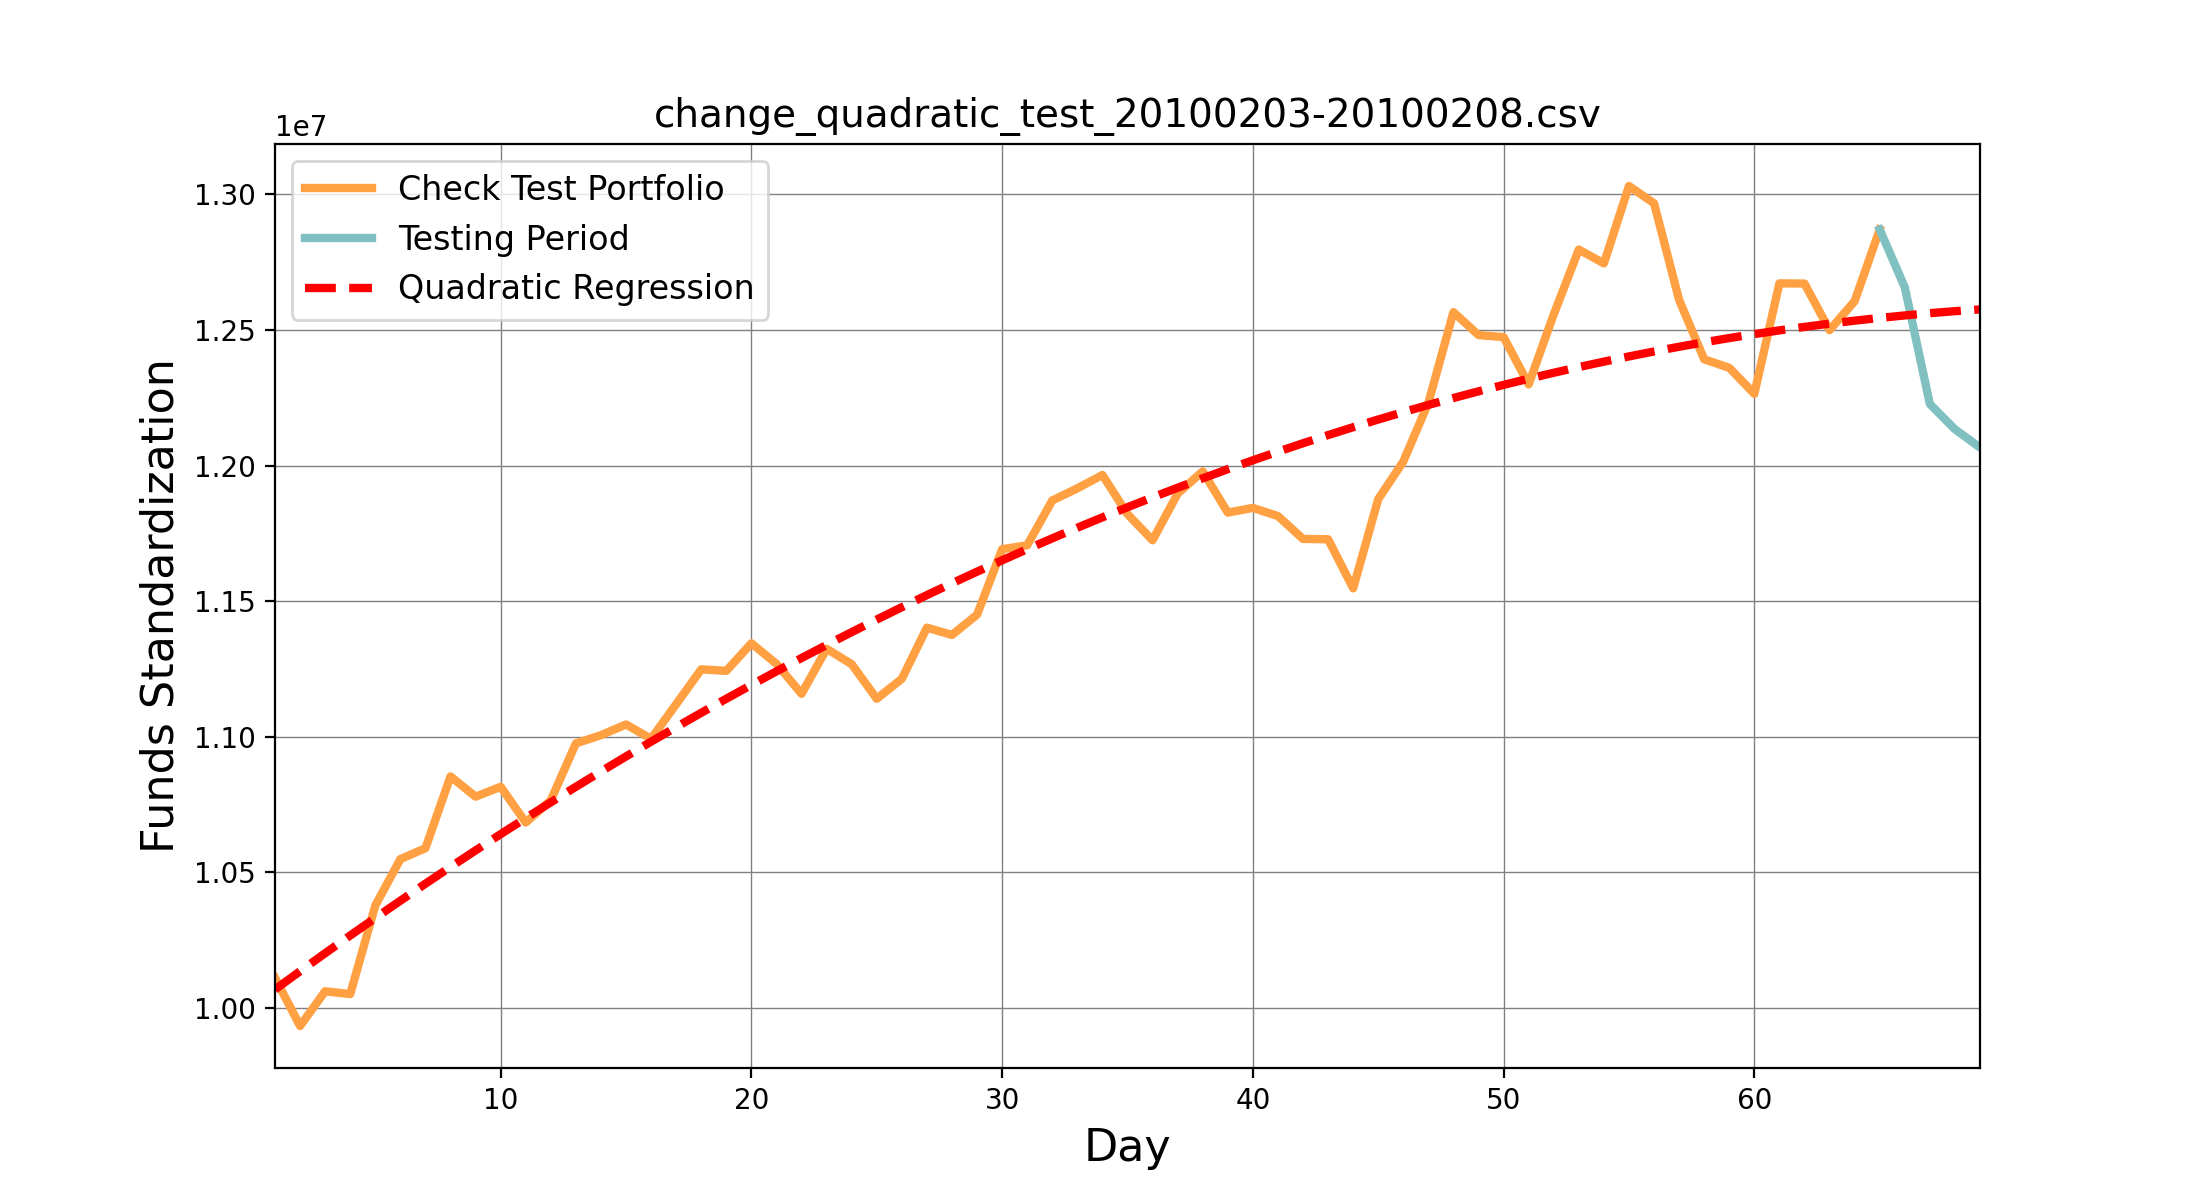 change_quadratic_test_20100203-20100208.csv
1e7
Check Test Portfolio
Testing Period
Quadratic Regression
1.30
1.25
1.20
1.15
1.10
1.05
1.00
Funds Standardization
10 20 30 40 50 60
Day